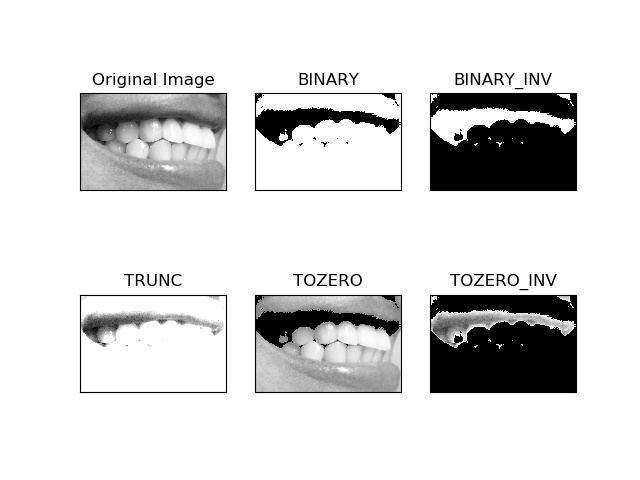 Original Image
BINARY
BINARY_INV
TRUNC
TOZERO
TOZERO_INV